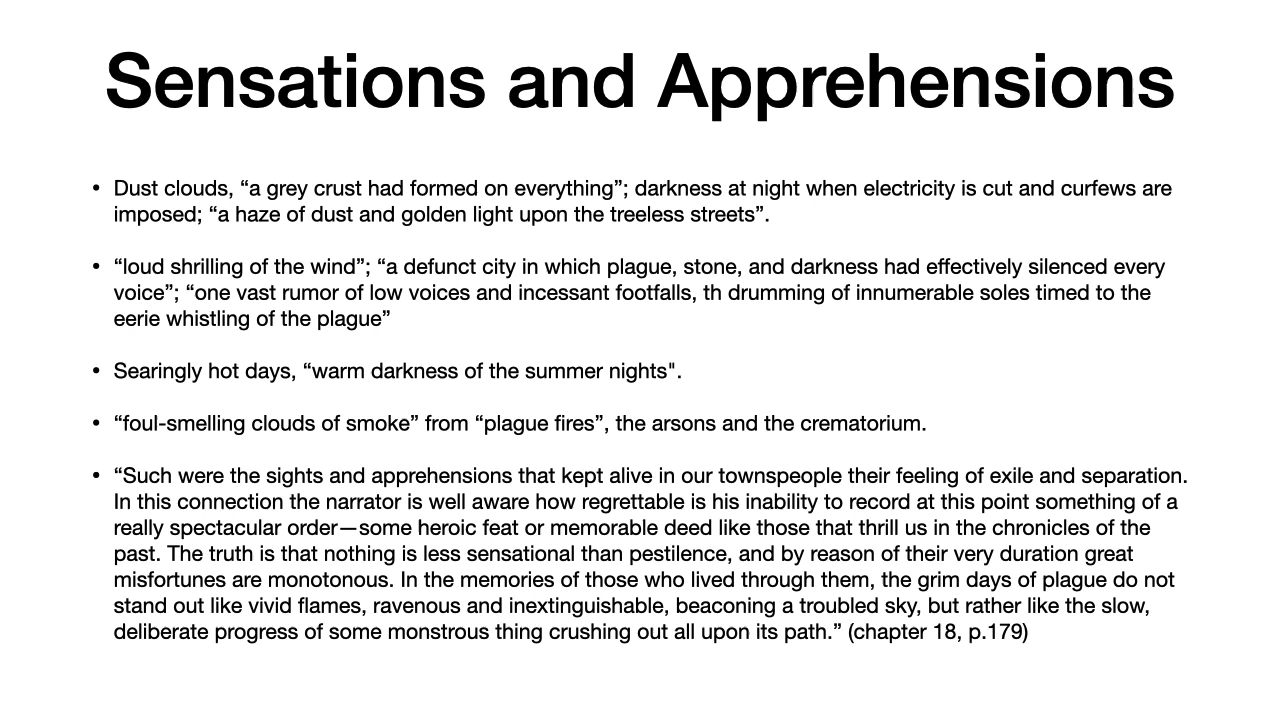 Sensations and Apprehensions
• Dust clouds, “a grey crust had formed on everything”; darkness at night when electricity is cut and curfews are
imposed; “a haze of dust and golden light upon the treeless streets”.
• “loud shrilling of the wind”; “a defunct city in which plague, stone, and darkness had effectively silenced every
voice”; “one vast rumor of low voices and incessant footfalls, th drumming of innumerable soles timed to the
eerie whistling of the plague”
• Searingly hot days, “warm darkness of the summer nights".
• “foul-smelling clouds of smoke” from “plague fires”, the arsons and the crematorium.
• “Such were the sights and apprehensions that kept alive in our townspeople their feeling of exile and separation.
In this connection the narrator is well aware how regrettable is his inability to record at this point something of a
really spectacular order—some heroic feat or memorable deed like those that thrill us in the chronicles of the
past. The truth is that nothing is less sensational than pestilence, and by reason of their very duration great
misfortunes are monotonous. In the memories of those who lived through them, the grim days of plague do not
stand out like vivid flames, ravenous and inextinguishable, beaconing a troubled sky, but rather like the slow,
deliberate progress of some monstrous thing crushing out all upon its path.” (chapter 18, p.179)